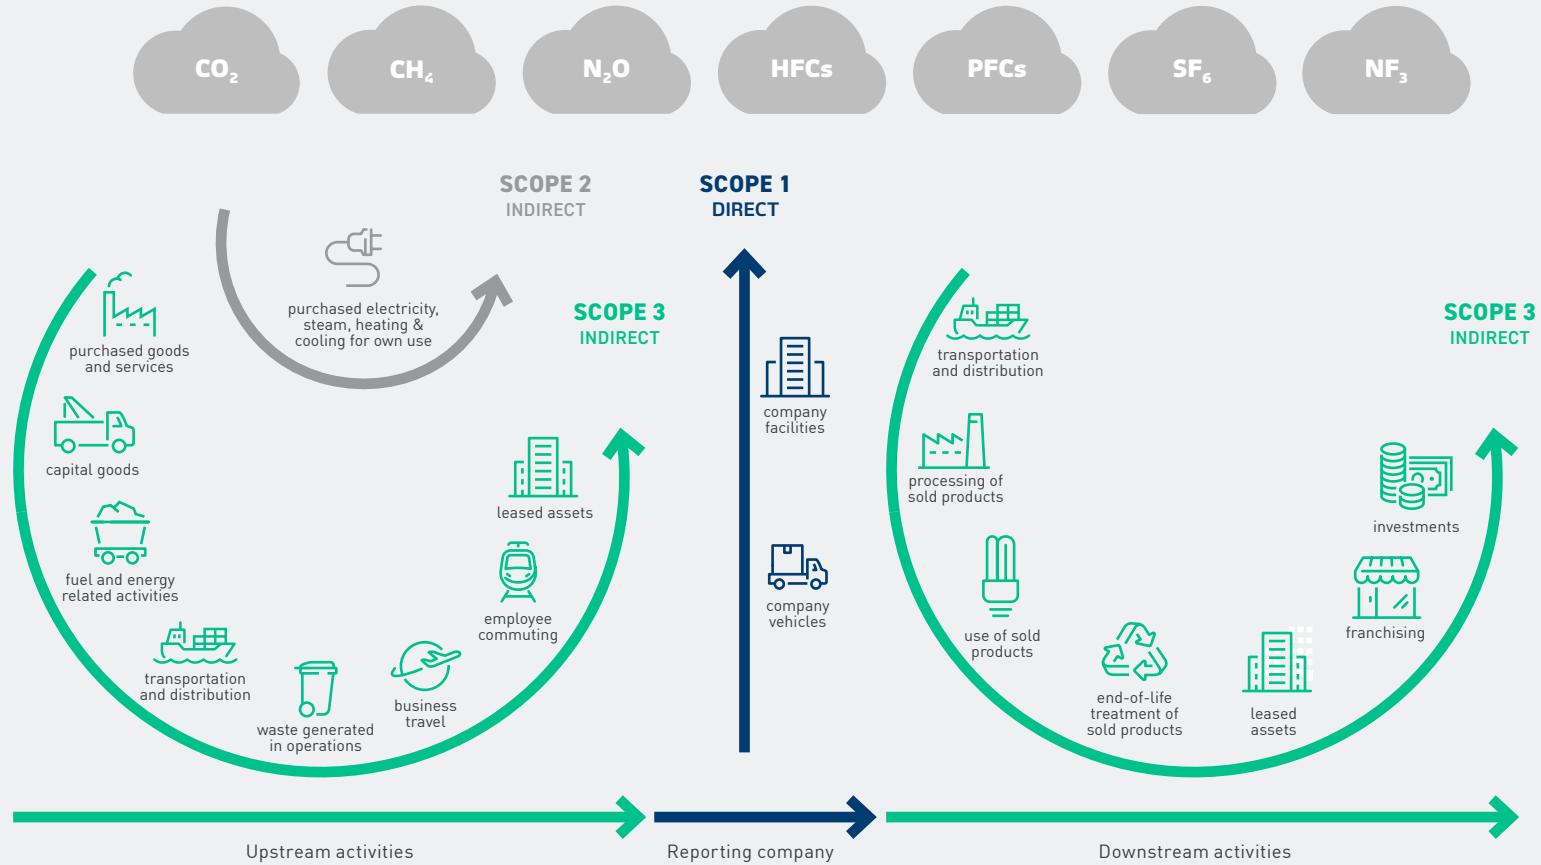 CO₂
CH₄
N₂O
HFCs
PFCs
SF₆
NF₃
SCOPE 2
INDIRECT
purchased electricity,
steam, heating &
cooling for own use
SCOPE 3
INDIRECT
purchased goods
and services
capital goods
fuel and energy
related activities
transportation
and distribution
waste generated
in operations
business
travel
employee
commuting
leased assets
SCOPE 1
DIRECT
company
facilities
company
vehicles
SCOPE 3
INDIRECT
transportation
and distribution
processing of
sold products
use of sold
products
end-of-life
treatment of
sold products
leased
assets
franchising
investments
Upstream activities
Reporting company
Downstream activities